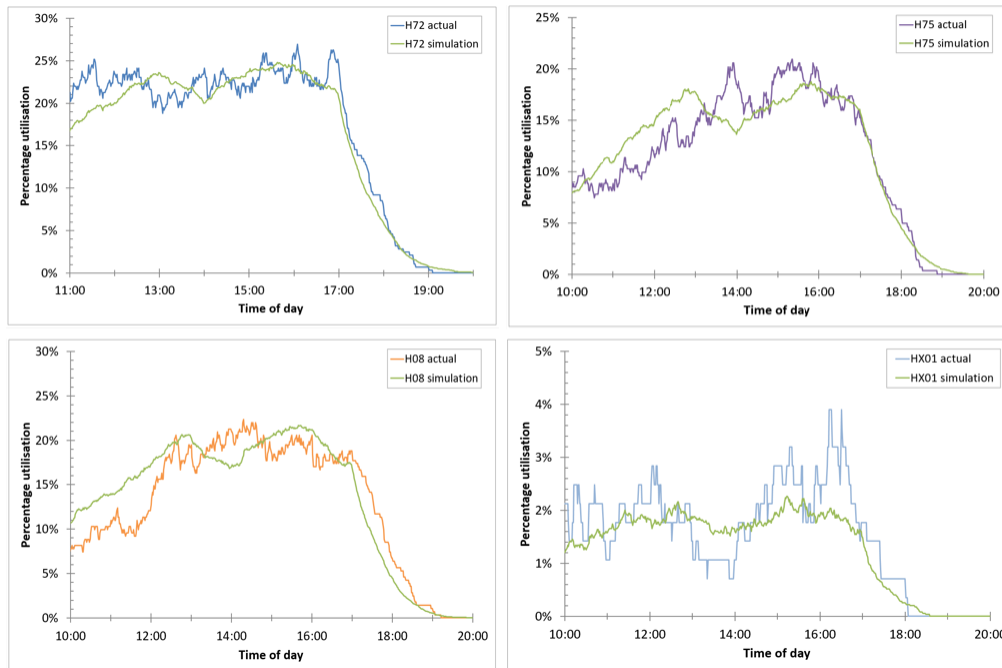 30%
25%
20%
15%
10%
5%
0%
Percentage utilisation
H72 actual
H72 simulation
11:00 13:00 15:00 17:00 19:00
Time of day
25%
20%
15%
10%
5%
0%
Percentage utilisation
H75 actual
H75 simulation
10:00 12:00 14:00 16:00 18:00 20:00
Time of day
30%
25%
20%
15%
10%
5%
0%
Percentage utilisation
H08 actual
H08 simulation
10:00 12:00 14:00 16:00 18:00 20:00
Time of day
5%
4%
3%
2%
1%
0%
Percentage utilisation
HX01 actual
HX01 simulation
10:00 12:00 14:00 16:00 18:00 20:00
Time of day